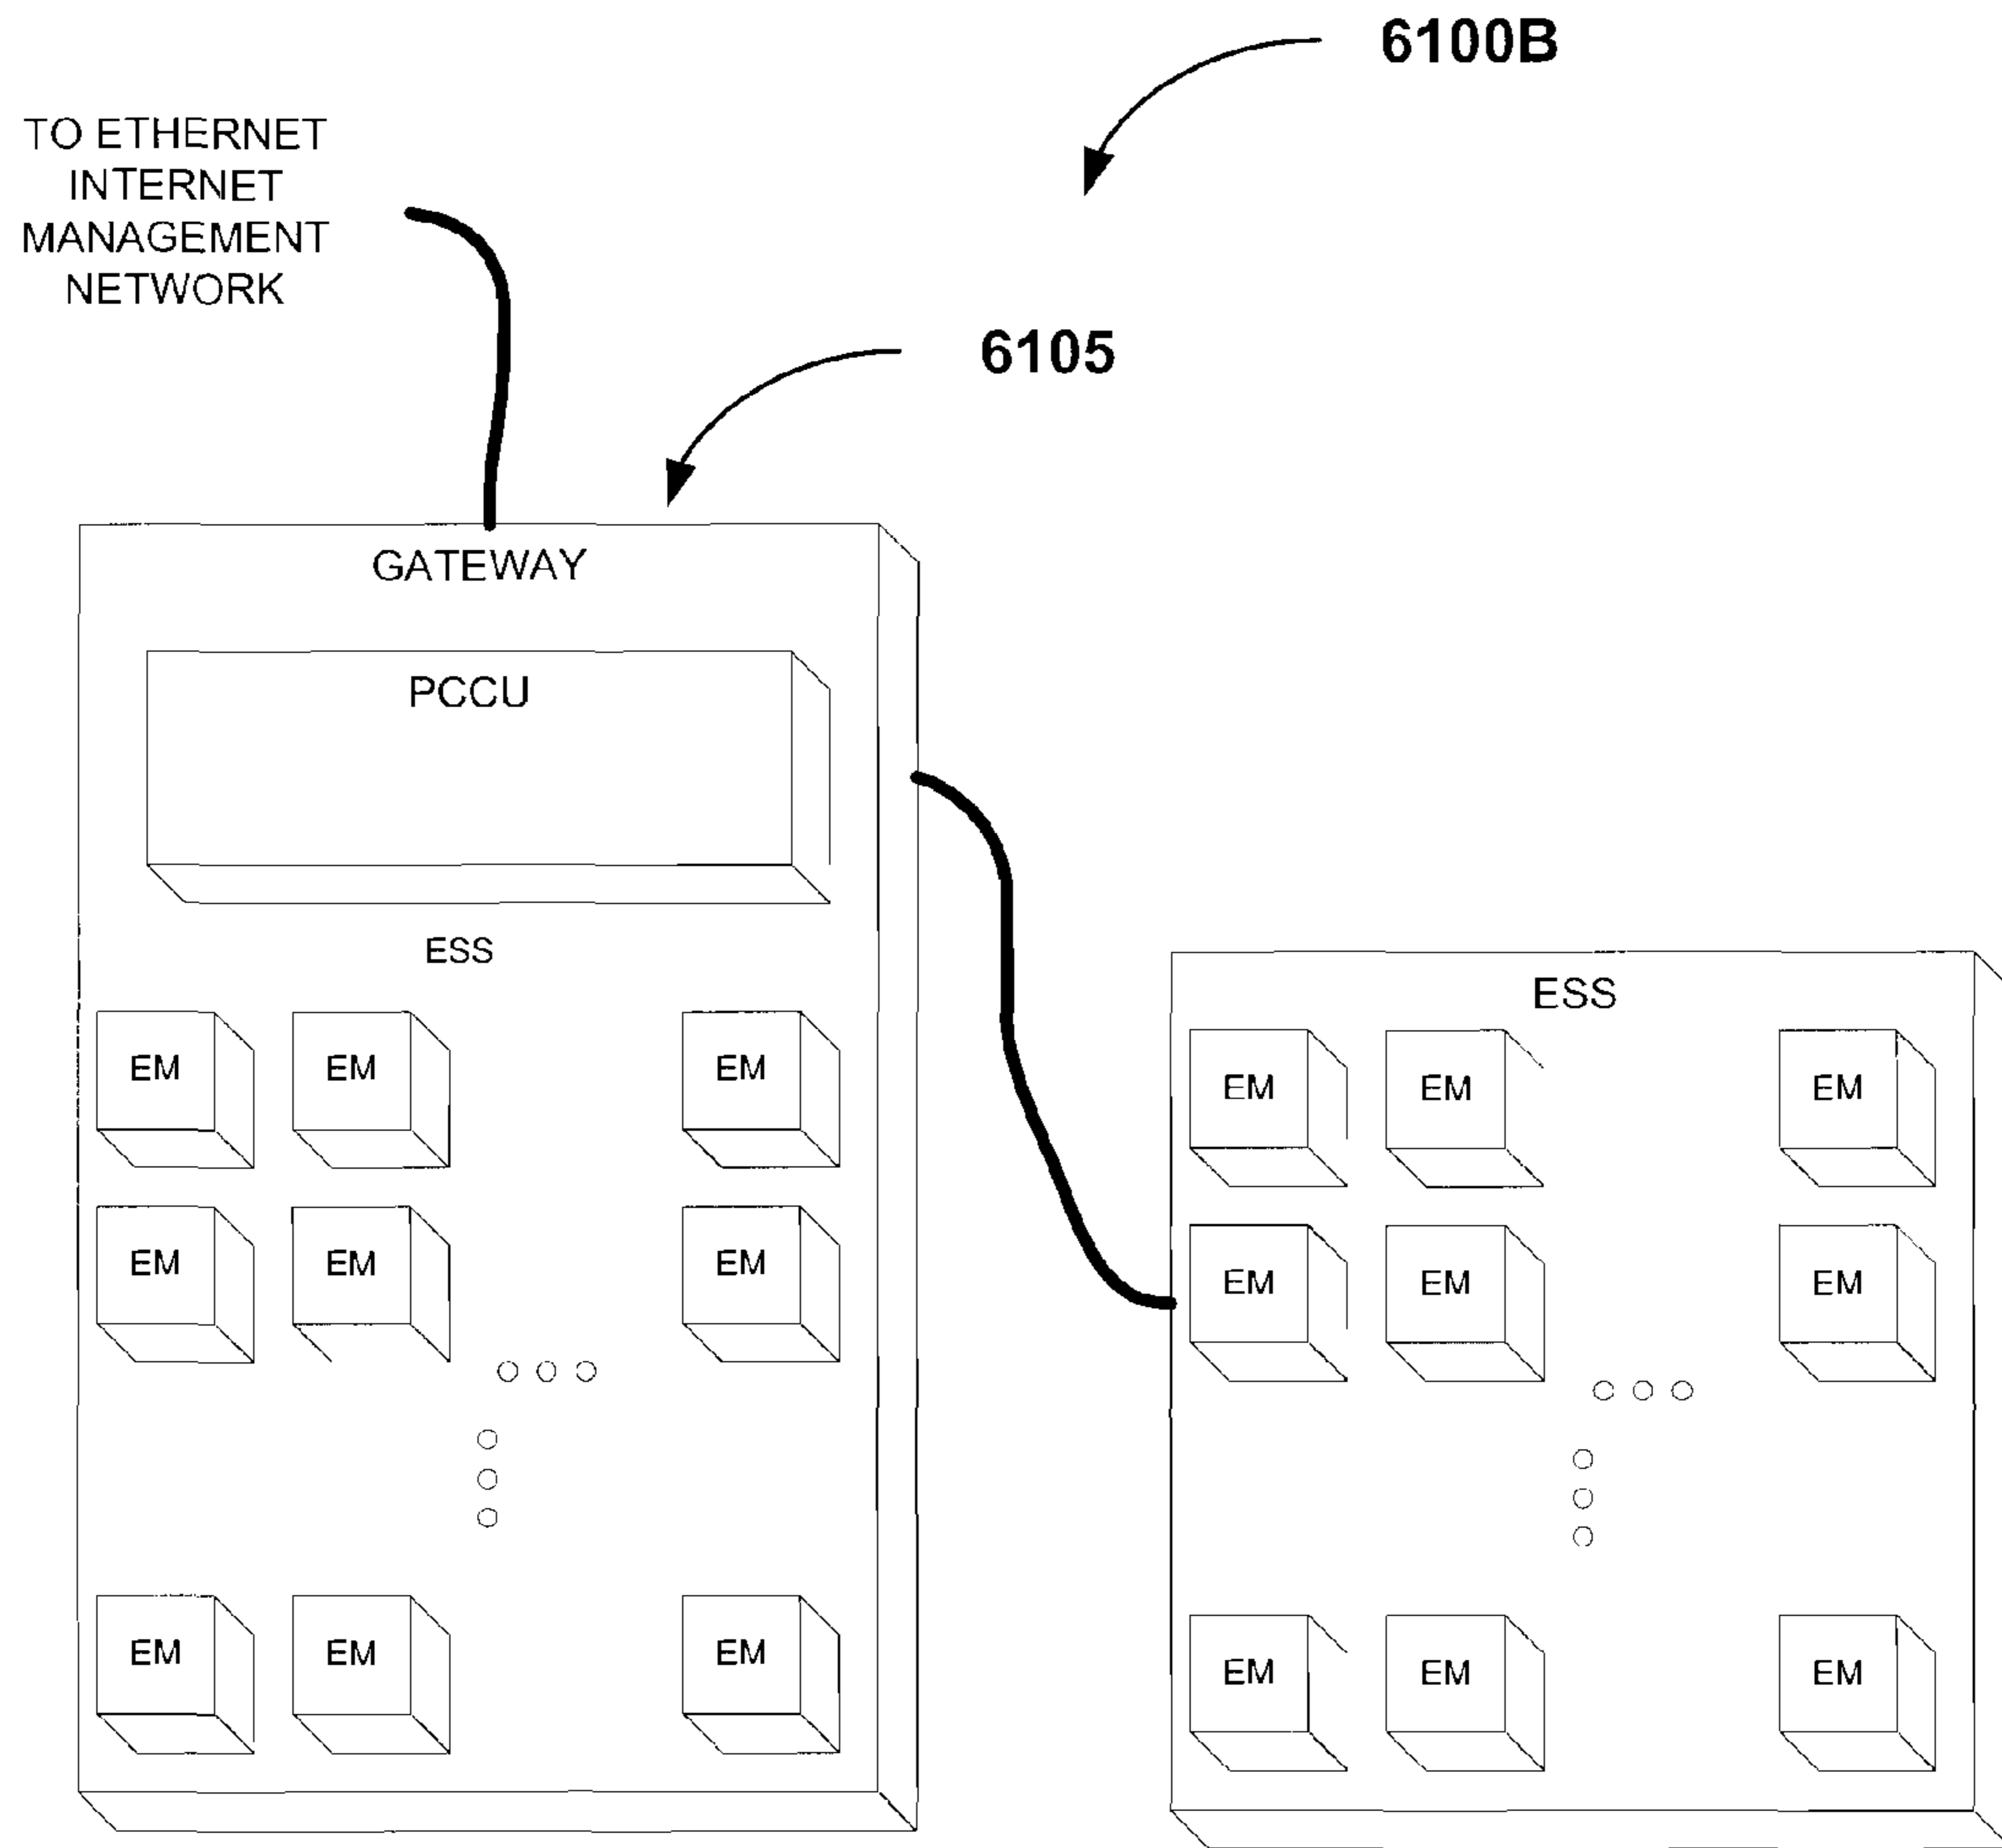 6100B
TO ETHERNET
INTERNET
MANAGEMENT
NETWORK
6105
GATEWAY
PCCU
ESS
EM EM EM
EM EM EM
EM EM EM
ESS
EM EM EM
EM EM EM
EM EM EM